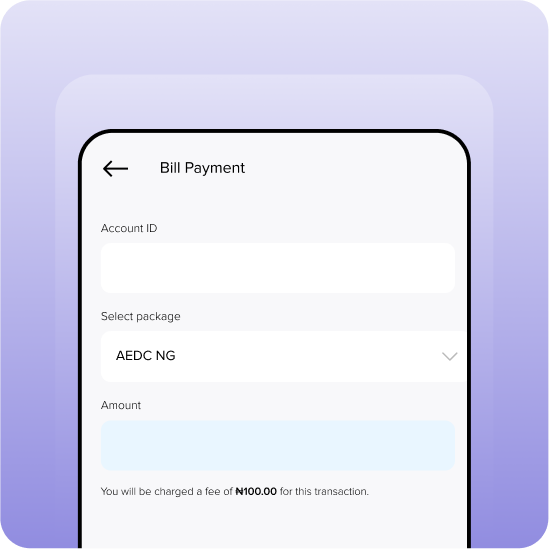 Bill Payment
Account ID
Select package
AEDC NG
Amount
You will be charged a fee of ₦100.00 for this transaction.